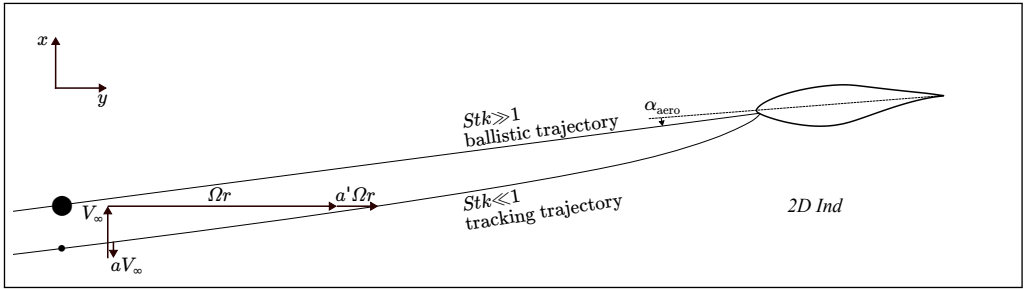 x
y
Stk≫1
ballistic trajectory
α_aero
Ωr
a'Ωr
V_∞
aV_∞
Stk≪1
tracking trajectory
2D Ind